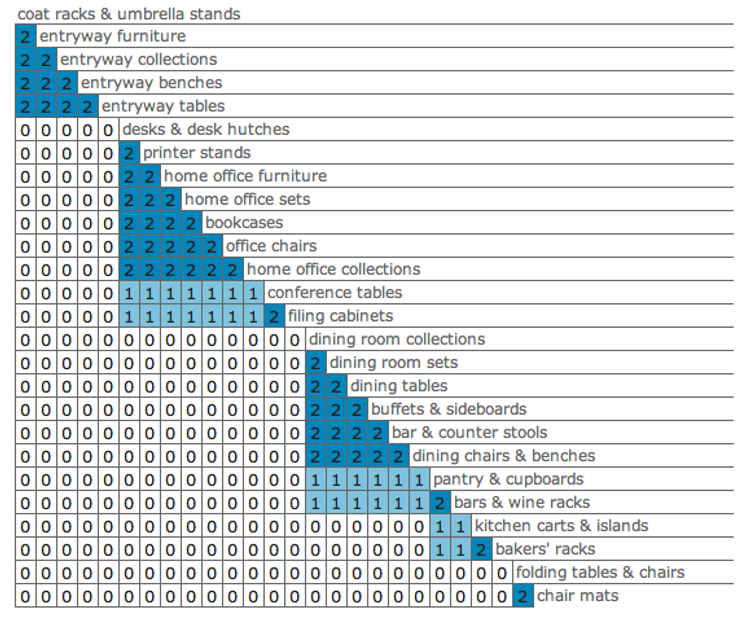 coat racks & umbrella stands
2 entryway furniture
2 2 entryway collections
2 2 2 entryway benches
2 2 2 2 entryway tables
0 0 0 0 0 desks & desk hutches
0 0 0 0 0 2 printer stands
0 0 0 0 0 2 2 home office furniture
0 0 0 0 0 2 2 2 home office sets
0 0 0 0 0 2 2 2 2 bookcases
0 0 0 0 0 2 2 2 2 2 office chairs
0 0 0 0 0 2 2 2 2 2 2 home office collections
0 0 0 0 0 1 1 1 1 1 1 1 conference tables
0 0 0 0 0 1 1 1 1 1 1 1 2 filing cabinets
0 0 0 0 0 0 0 0 0 0 0 0 0 0 dining room collections
0 0 0 0 0 0 0 0 0 0 0 0 0 0 2 dining room sets
0 0 0 0 0 0 0 0 0 0 0 0 0 0 2 2 dining tables
0 0 0 0 0 0 0 0 0 0 0 0 0 0 2 2 2 buffets & sideboards
0 0 0 0 0 0 0 0 0 0 0 0 0 0 2 2 2 2 bar & counter stools
0 0 0 0 0 0 0 0 0 0 0 0 0 0 2 2 2 2 2 dining chairs & benches
0 0 0 0 0 0 0 0 0 0 0 0 0 0 1 1 1 1 1 1 pantry & cupboards
0 0 0 0 0 0 0 0 0 0 0 0 0 0 1 1 1 1 1 1 2 bars & wine racks
0 0 0 0 0 0 0 0 0 0 0 0 0 0 0 0 0 0 0 0 1 1 kitchen carts & islands
0 0 0 0 0 0 0 0 0 0 0 0 0 0 0 0 0 0 0 0 1 1 2 bakers' racks
0 0 0 0 0 0 0 0 0 0 0 0 0 0 0 0 0 0 0 0 0 0 0 0 folding tables & chairs
0 0 0 0 0 0 0 0 0 0 0 0 0 0 0 0 0 0 0 0 0 0 0 0 2 chair mats